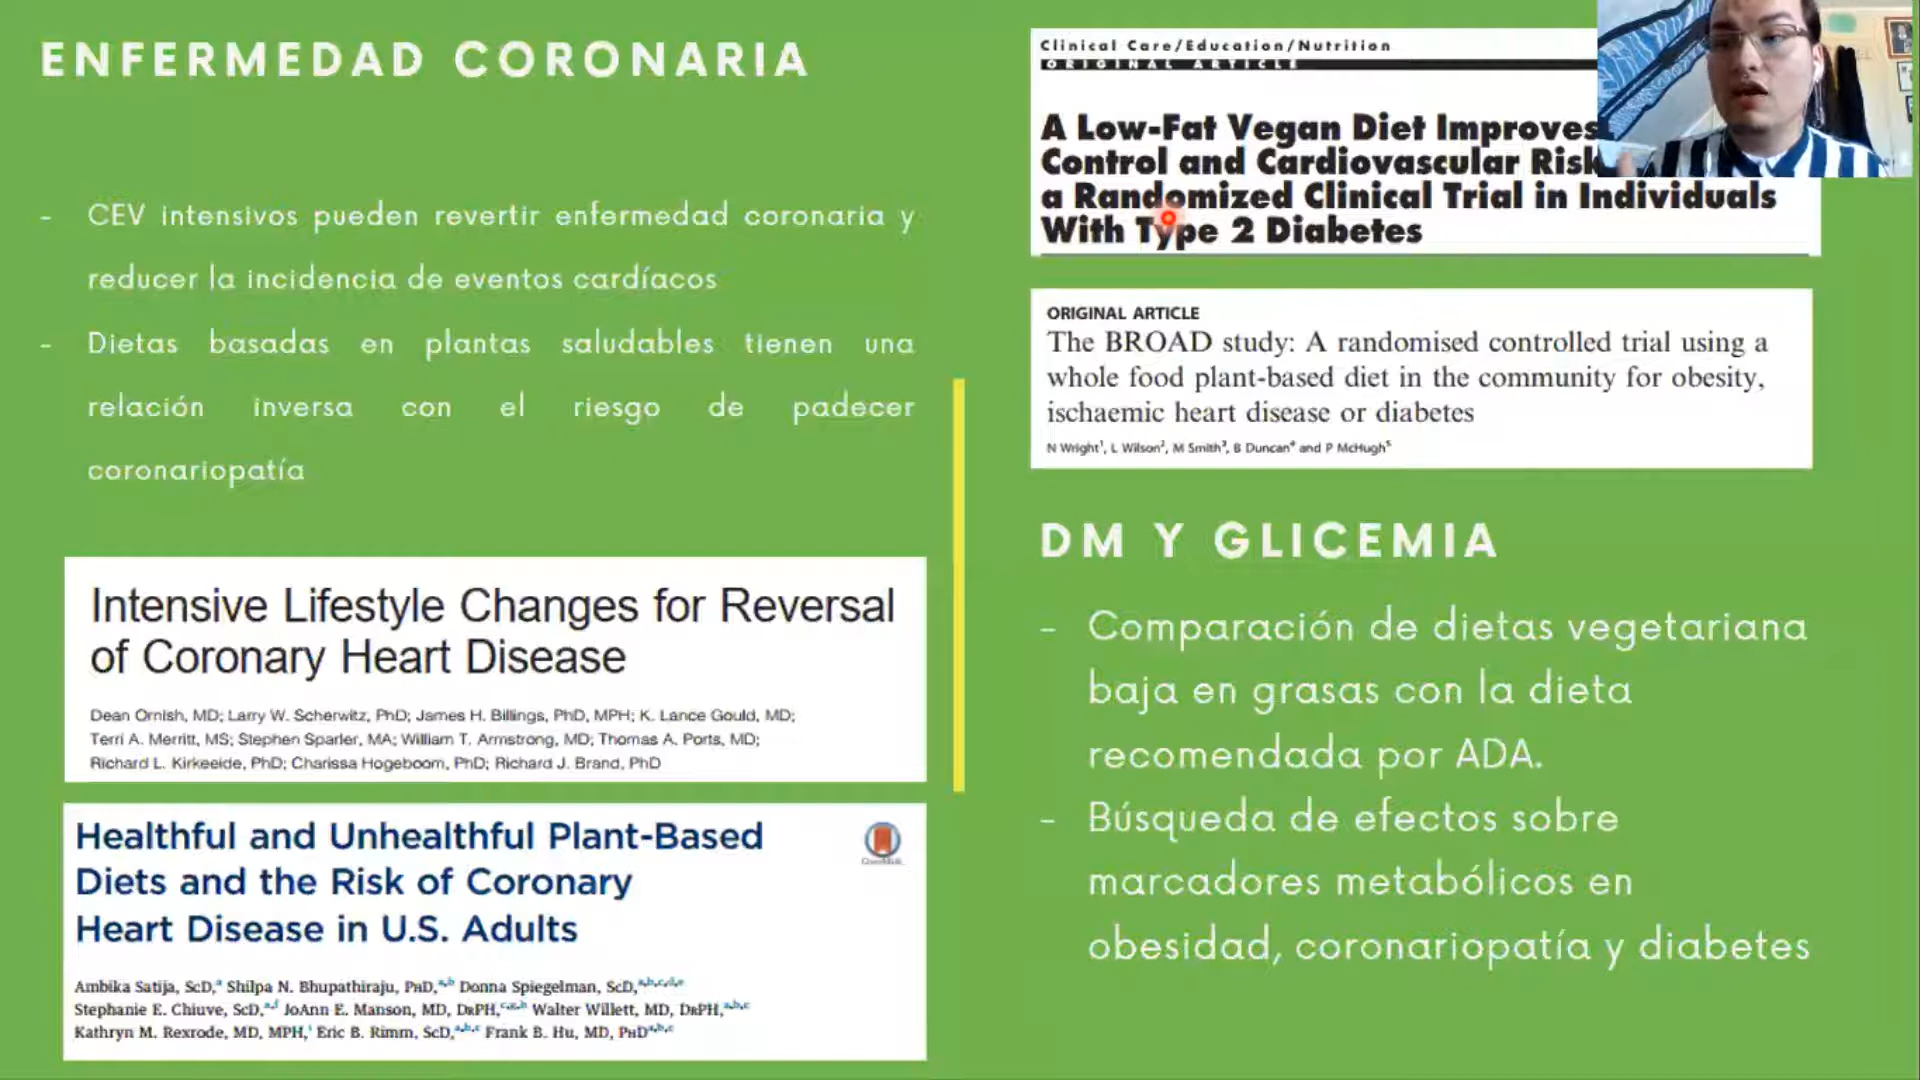 ENFERMEDAD CORONARIA
- CEV intensivos pueden revertir enfermedad coronaria y
reducer la incidencia de eventos cardíacos
- Dietas basadas en plantas saludables tienen una
relación inversa con el riesgo de padecer
coronariopatía
Intensive Lifestyle Changes for Reversal
of Coronary Heart Disease
Dean Ornish, MD; Larry W. Scherwitz, PhD; James H. Billings, PhD, MPH; K. Lance Gould, MD;
Terri A. Merritt, MS; Stephen Sparler, MA; William T. Armstrong, MD; Thomas A. Ports, MD;
Richard L. Kirkeeide, PhD; Charissa Hogeboom, PhD; Richard J. Brand, PhD
Healthful and Unhealthful Plant-Based
Diets and the Risk of Coronary
Heart Disease in U.S. Adults
Ambika Satija, ScD, Shilpa N. Bhupathiraju, PhD, Donna Spiegelman, ScD,
Stephanie E. Chiuve, ScD, JoAnn E. Manson, MD, DrPH, Walter Willett, MD, DrPH,
Kathryn M. Rexrode, MD, MPH, Eric B. Rimm, ScD, Frank B. Hu, MD, PhD
Clinical Care/Education/Nutrition
ORIGINAL ARTICLE
A Low-Fat Vegan Diet Improves
Control and Cardiovascular Risk
a Randomized Clinical Trial in Individuals
With Type 2 Diabetes
ORIGINAL ARTICLE
The BROAD study: A randomised controlled trial using a
whole food plant-based diet in the community for obesity,
ischaemic heart disease or diabetes
N Wright¹, L Wilson², M Smith³, B Duncan⁴ and P McHugh⁵
DM Y GLICEMIA
- Comparación de dietas vegetariana
baja en grasas con la dieta
recomendada por ADA.
- Búsqueda de efectos sobre
marcadores metabólicos en
obesidad, coronariopatía y diabetes